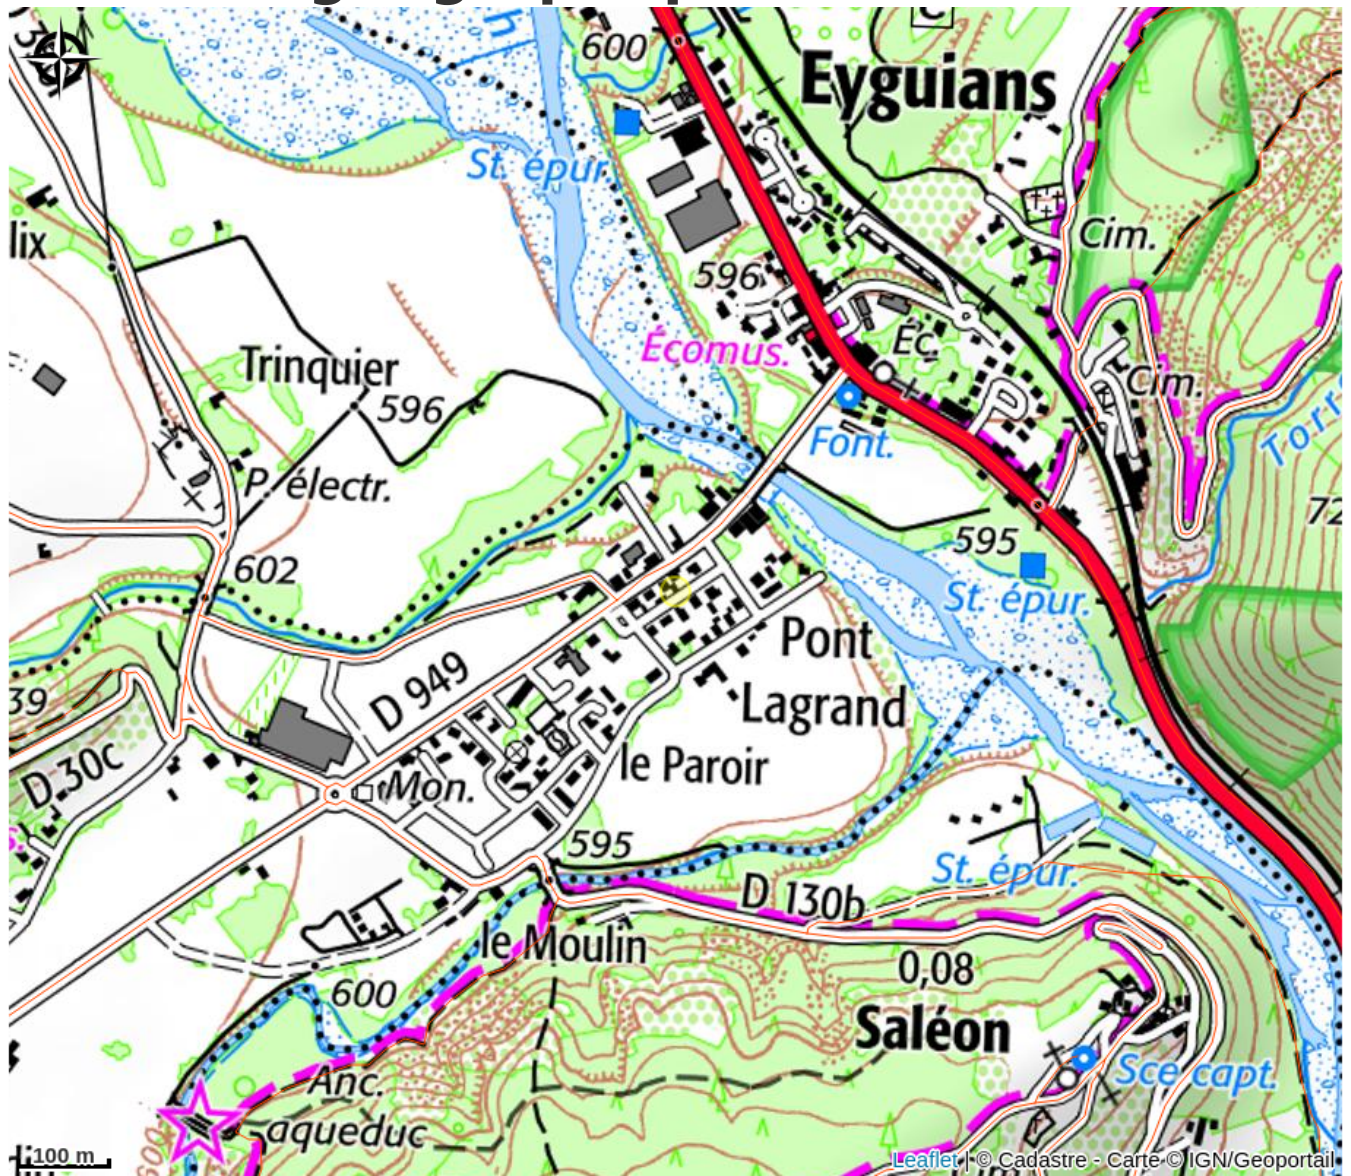 600
Eyguians
St. épur.
Cim.
lix
596
Écomus.
Éc.
Trinquier
Cim.
596
Font.
P. électr.
595
602
St. épur.
Pont
Lagrand
D 949
39
le Paroir
D 30c
Mon.
595
St. épur.
D 130b
le Moulin
0,08
600
Saléon
Anc.
aqueduc
Sce capt.
100 m
Leaflet | © Cadastre - Carte © IGN/Geoportail